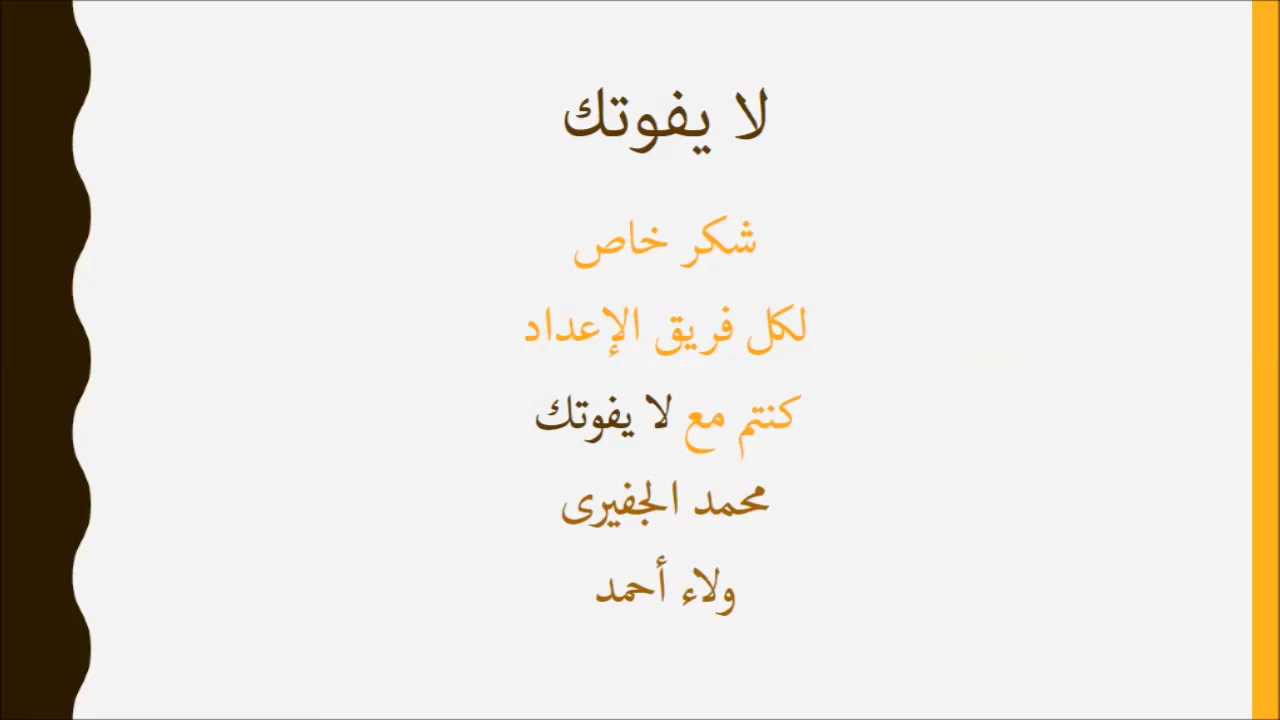 لا يفوتك
شكر خاص
لكل فريق الإعداد
كنتم مع لا يفوتك
محمد الجفيرى
ولاء أحمد